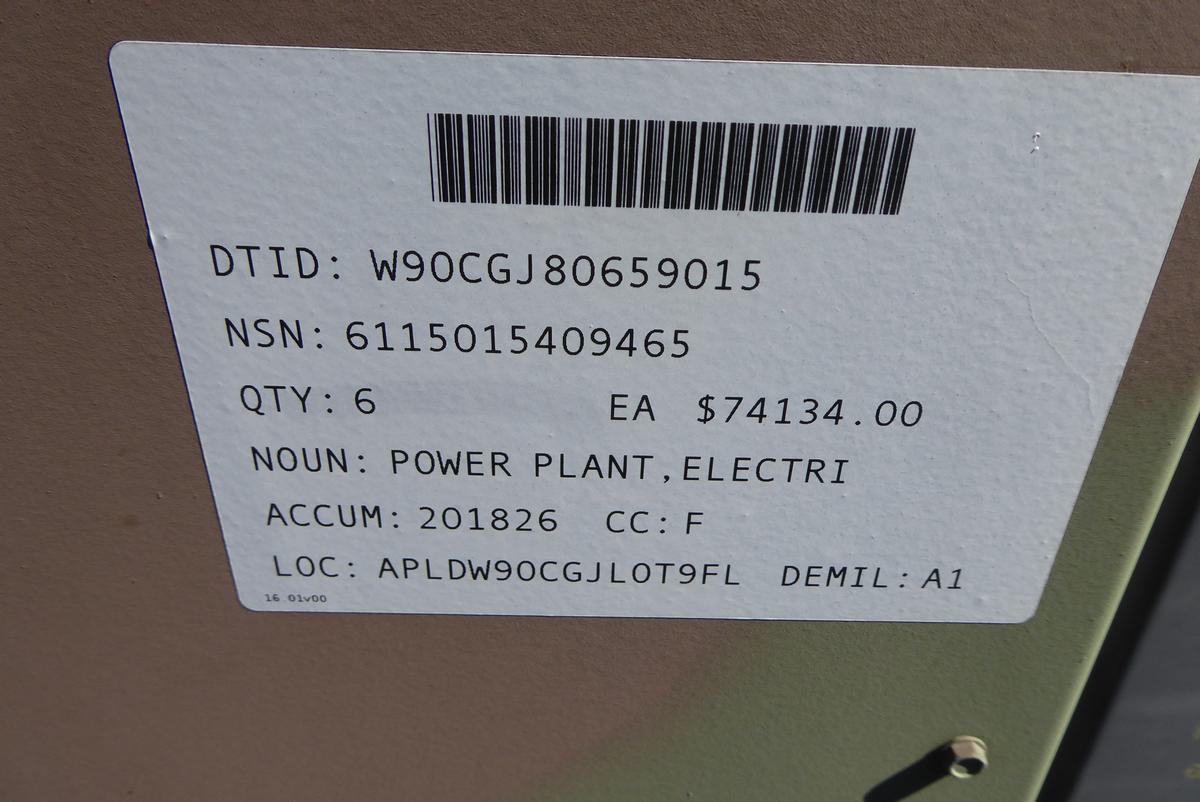 DTID: W90CGJ80659015
NSN: 6115015409465
QTY: 6 EA $74134.00
NOUN: POWER PLANT,ELECTRI
ACCUM: 201826 CC: F
LOC: APLDW90CGJLOT9FL DEMIL: A1
16.01v00